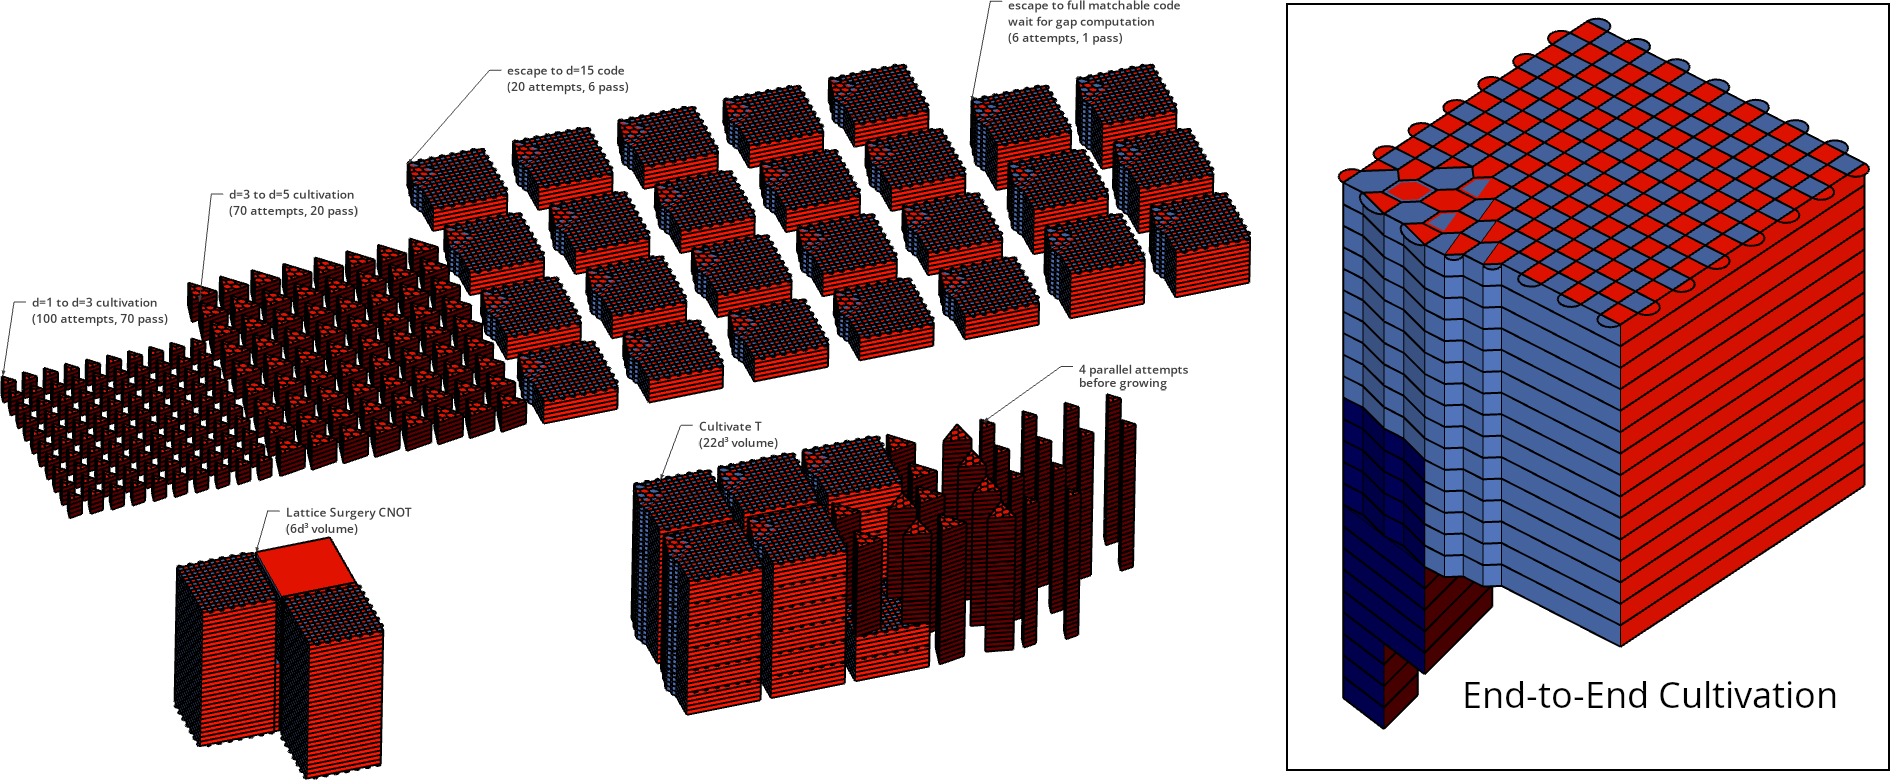 escape to full matchable code
wait for gap computation
(6 attempts, 1 pass)
escape to d=15 code
(20 attempts, 6 pass)
d=3 to d=5 cultivation
(70 attempts, 20 pass)
d=1 to d=3 cultivation
(100 attempts, 70 pass)
4 parallel attempts
before growing
Cultivate T
(22d³ volume)
Lattice Surgery CNOT
(6d³ volume)
End-to-End Cultivation